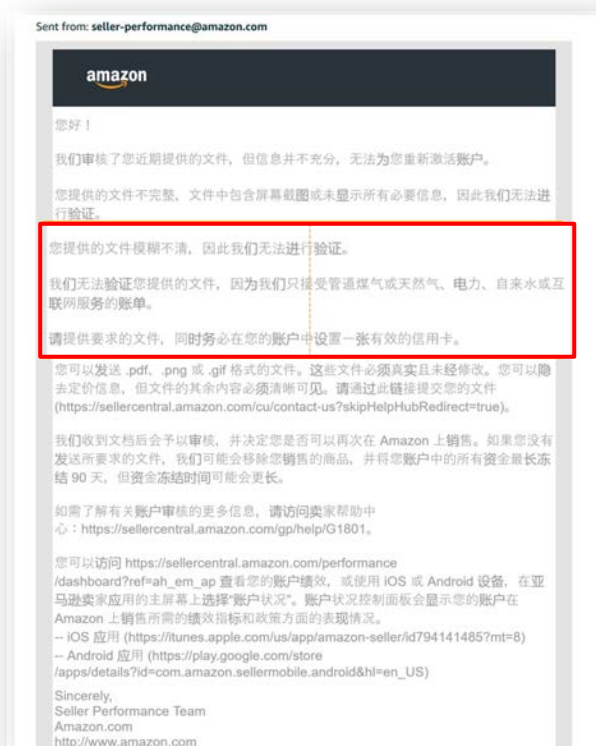 Sent from: seller-performance@amazon.com
amazon
您好！
我们审核了您近期提供的文件，但信息并不充分，无法为您重新激活账户。
您提供的文件不完整，文件中包含屏幕截图或未显示所有必要信息，因此我们无法进
行验证。
您提供的文件模糊不清，因此我们无法进行验证。
我们无法验证您提供的文件，因为我们只接受管道煤气或天然气、电力、自来水或互
联网服务的账单。
请提供要求的文件，同时务必在您的账户中设置一张有效的信用卡。
您可以发送 .pdf、.png 或 .gif 格式的文件。这些文件必须真实且未经修改。您可以隐
去定价信息，但文件的其余内容必须清晰可见。请通过此链接提交您的文件
(https://sellercentral.amazon.com/cu/contact-us?skipHelpHubRedirect=true)。
我们收到文档后会予以审核，并决定您是否可以再次在 Amazon 上销售。如果您没有
发送所要求的文件，我们可能会移除您销售的商品，并将您账户中的所有资金最长冻
结 90 天，但资金冻结时间可能会更长。
如需了解有关账户审核的更多信息，请访问卖家帮助中
心：https://sellercentral.amazon.com/gp/help/G1801。
您可以访问 https://sellercentral.amazon.com/performance
/dashboard?ref=ah_em_ap 查看您的账户绩效，或使用 iOS 或 Android 设备，在亚
马逊卖家应用的主屏幕上选择“账户状况”。账户状况控制面板会显示您的账户在
Amazon 上销售所需的绩效指标和政策方面的表现情况。
-- iOS 应用 (https://itunes.apple.com/us/app/amazon-seller/id794141485?mt=8)
-- Android 应用 (https://play.google.com/store
/apps/details?id=com.amazon.sellermobile.android&hl=en_US)
Sincerely,
Seller Performance Team
Amazon.com
http://www.amazon.com